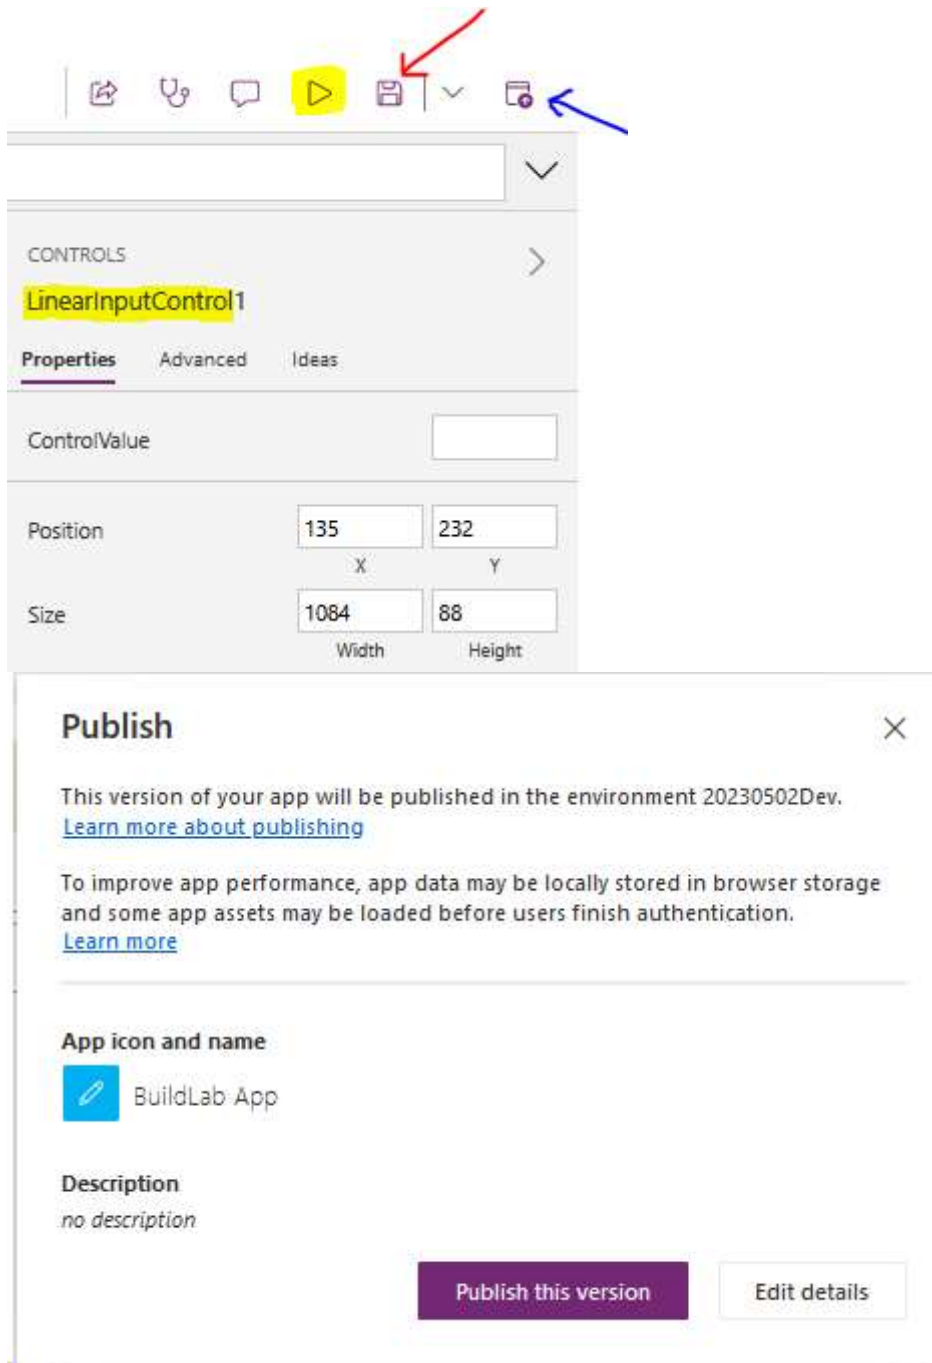 CONTROLS
LinearInputControl1
Properties Advanced Ideas
ControlValue
Position 135 232
X Y
Size 1084 88
Width Height
Publish
This version of your app will be published in the environment 20230502Dev.
Learn more about publishing
To improve app performance, app data may be locally stored in browser storage
and some app assets may be loaded before users finish authentication.
Learn more
App icon and name
BuildLab App
Description
no description
Publish this version Edit details